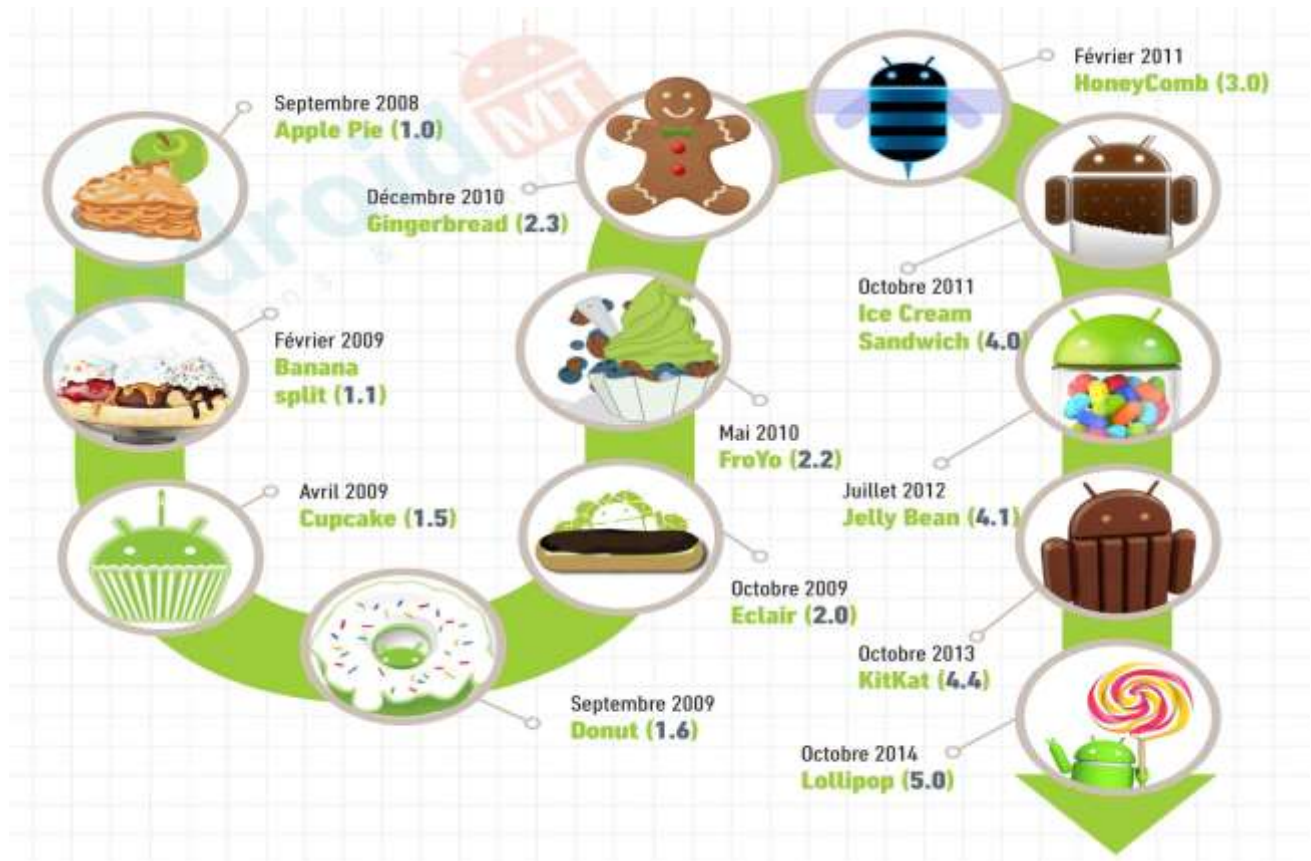 Septembre 2008
Apple Pie (1.0)
Février 2009
Banana
split (1.1)
Avril 2009
Cupcake (1.5)
Septembre 2009
Donut (1.6)
Octobre 2009
Eclair (2.0)
Mai 2010
FroYo (2.2)
Décembre 2010
Gingerbread (2.3)
Février 2011
HoneyComb (3.0)
Octobre 2011
Ice Cream
Sandwich (4.0)
Juillet 2012
Jelly Bean (4.1)
Octobre 2013
KitKat (4.4)
Octobre 2014
Lollipop (5.0)
Android
MT